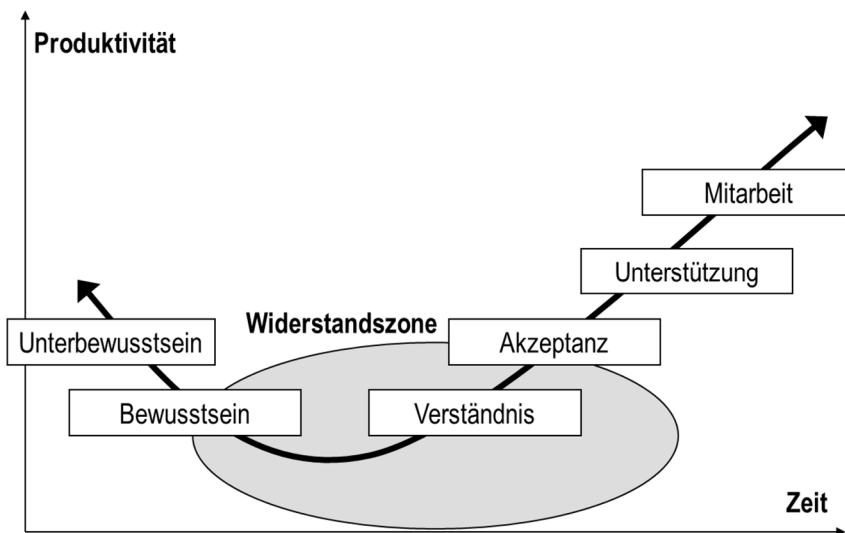 Produktivität
Mitarbeit
Unterstützung
Widerstandszone
Unterbewusstsein
Akzeptanz
Bewusstsein
Verständnis
Zeit